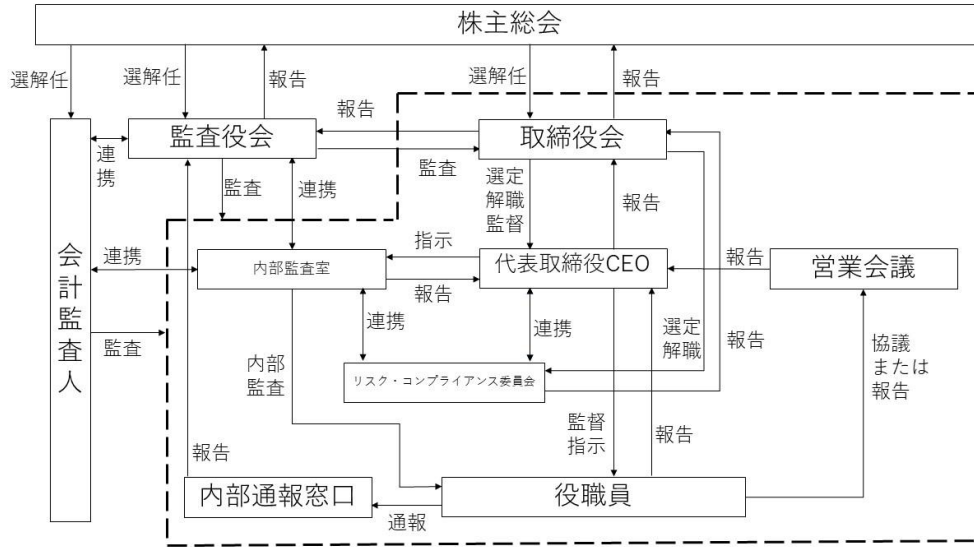 株主総会
選解任
選解任
報告
選解任
報告
報告
監査役会
取締役会
連
携
監査
連携
監査
選定
解職
監督
報告
指示
会計監査人
連携
内部監査室
代表取締役CEO
報告
営業会議
報告
連携
連携
選定
解職
報告
監査
内部
監査
協議
または
報告
リスク・コンプライアンス委員会
監督
指示
報告
報告
内部通報窓口
役職員
通報